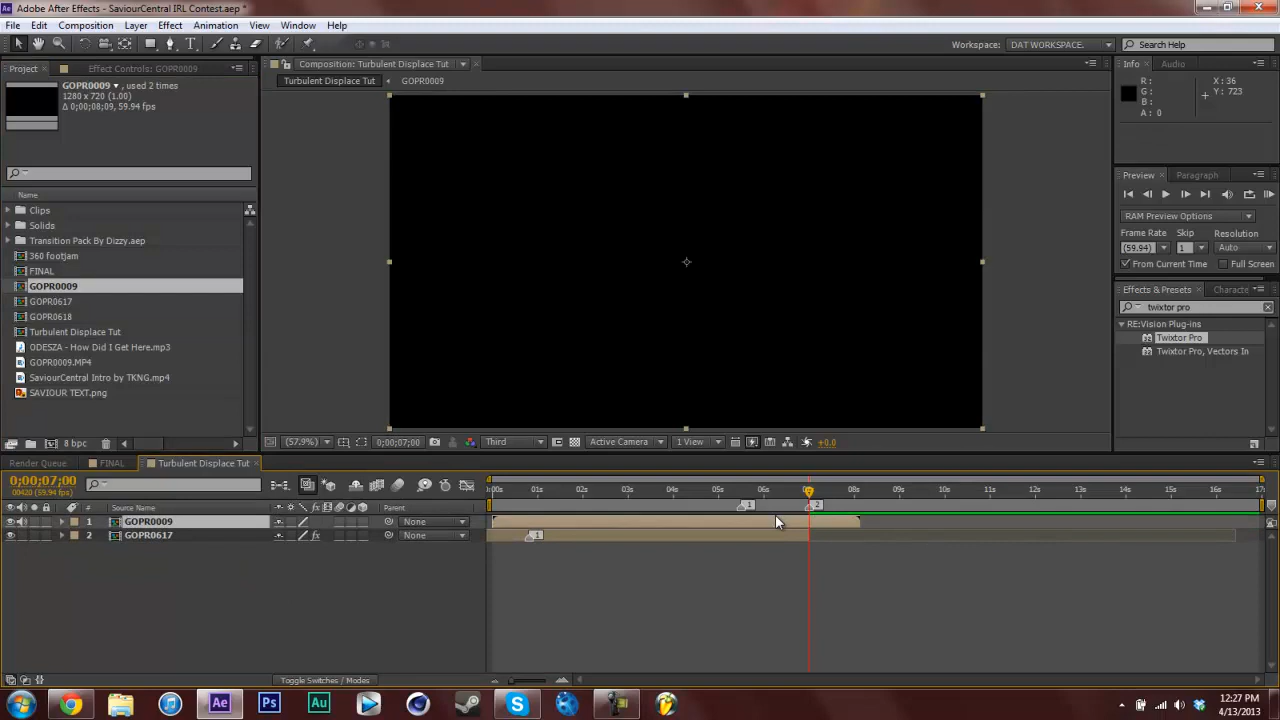 Adobe After Effects - SaviourCentral IRL Contest.aep *
File Edit Composition Layer Effect Animation View Window Help
Workspace: DAT WORKSPACE. Search Help
Project Effect Controls: GOPR0009
GOPR0009 , used 2 times
1280 x 720 (1.00)
Δ 0;00;08;09, 59.94 fps
Composition: Turbulent Displace Tut
Turbulent Displace Tut GOPR0009
Info Audio
R : X : 36
G : Y : 723
B :
A : 0
Preview Paragraph
RAM Preview Options
Frame Rate Skip Resolution
(59.94) 1 Auto
From Current Time Full Screen
Effects & Presets Characte
twixtor pro
RE:Vision Plug-ins
Twixtor Pro
Twixtor Pro, Vectors In
Name
Clips
Solids
Transition Pack By Dizzy.aep
360 footjam
FINAL
GOPR0009
GOPR0617
GOPR0618
Turbulent Displace Tut
ODESZA - How Did I Get Here.mp3
GOPR0009.MP4
SaviourCentral Intro by TKNG.mp4
SAVIOUR TEXT.png
8 bpc
(57.9%) 0;00;07;00 Third Active Camera 1 View +0.0
Render Queue FINAL Turbulent Displace Tut
0;00;07;00
00420 (59.94 fps)
# Source Name Parent
:00s 01s 02s 03s 04s 05s 06s 08s 09s 10s 11s 12s 13s 14s 15s 16s 17s
1 2
1 GOPR0009 None
2 GOPR0617 None
1
Toggle Switches / Modes
Ae Ps Au
12:27 PM
4/13/2013